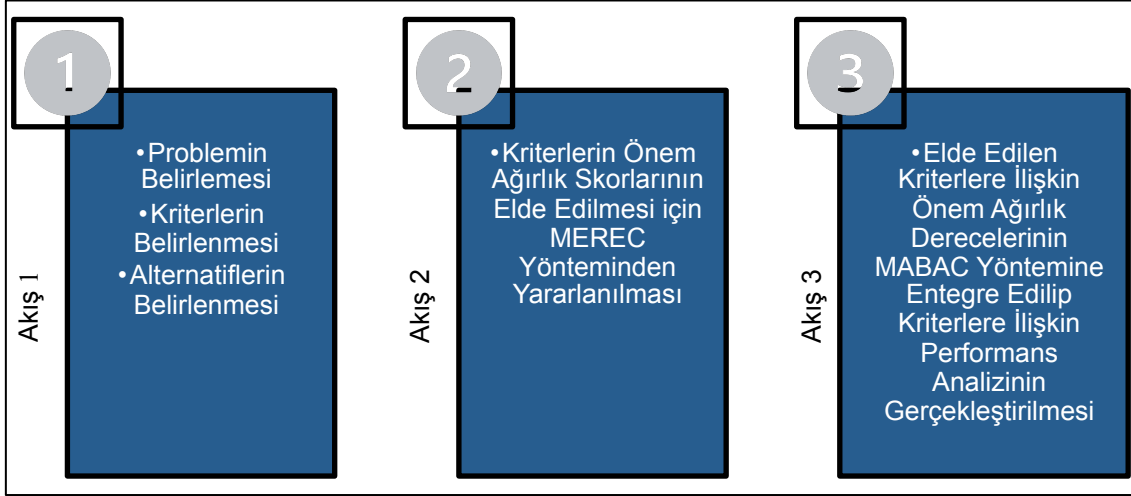 1
Akış 1
•Problemin
Belirlemesi
•Kriterlerin
Belirlenmesi
•Alternatiflerin
Belirlenmesi
2
Akış 2
•Kriterlerin Önem
Ağırlık Skorlarının
Elde Edilmesi için
MEREC
Yönteminden
Yararlanılması
3
Akış 3
•Elde Edilen
Kriterlere İlişkin
Önem Ağırlık
Derecelerinin
MABAC Yöntemine
Entegre Edilip
Kriterlere İlişkin
Performans
Analizinin
Gerçekleştirilmesi